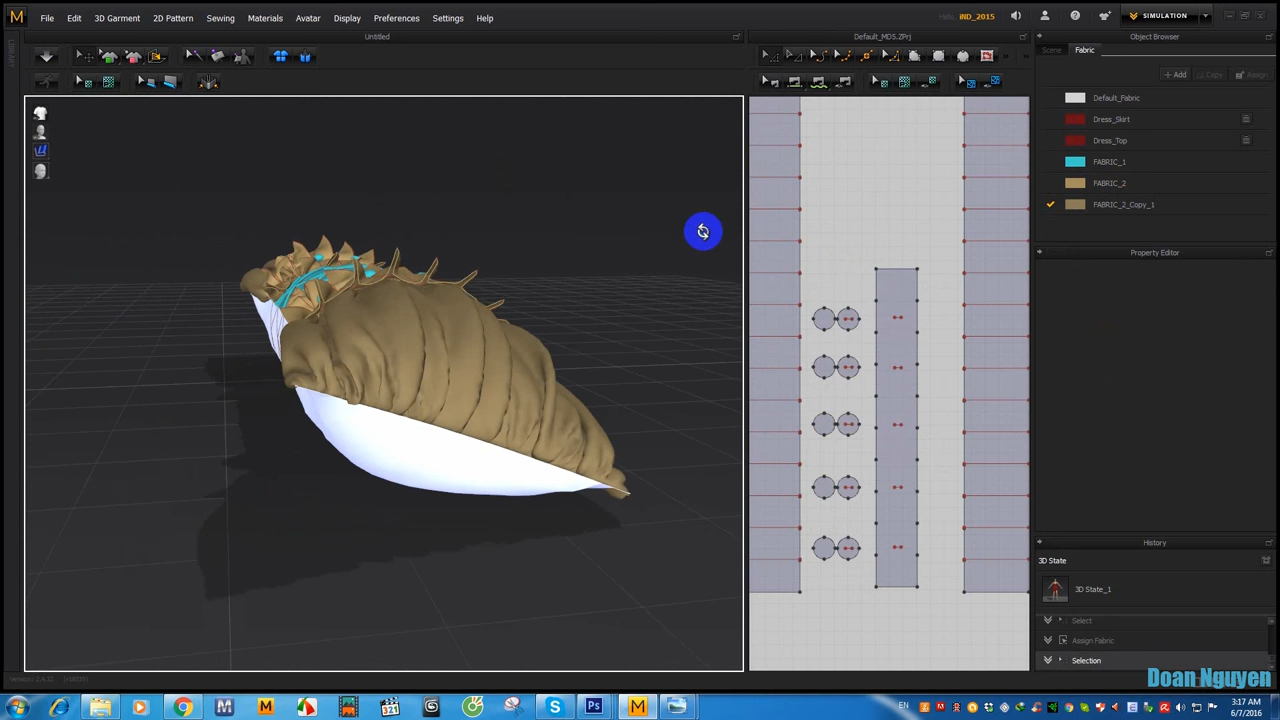 File Edit 3D Garment 2D Pattern Sewing Materials Avatar Display Preferences Settings Help
Hello, iND_2015
SIMULATION
Untitled
Default_MDS.ZPrj
Object Browser
LIBRARY
Scene Fabric
+ Add Copy Assign
Default_Fabric
Dress_Skirt
Dress_Top
FABRIC_1
FABRIC_2
FABRIC_2_Copy_1
Property Editor
History
3D State
3D State_1
Select
Assign Fabric
Selection
Doan Nguyen
EN
3:17 AM
6/7/2016